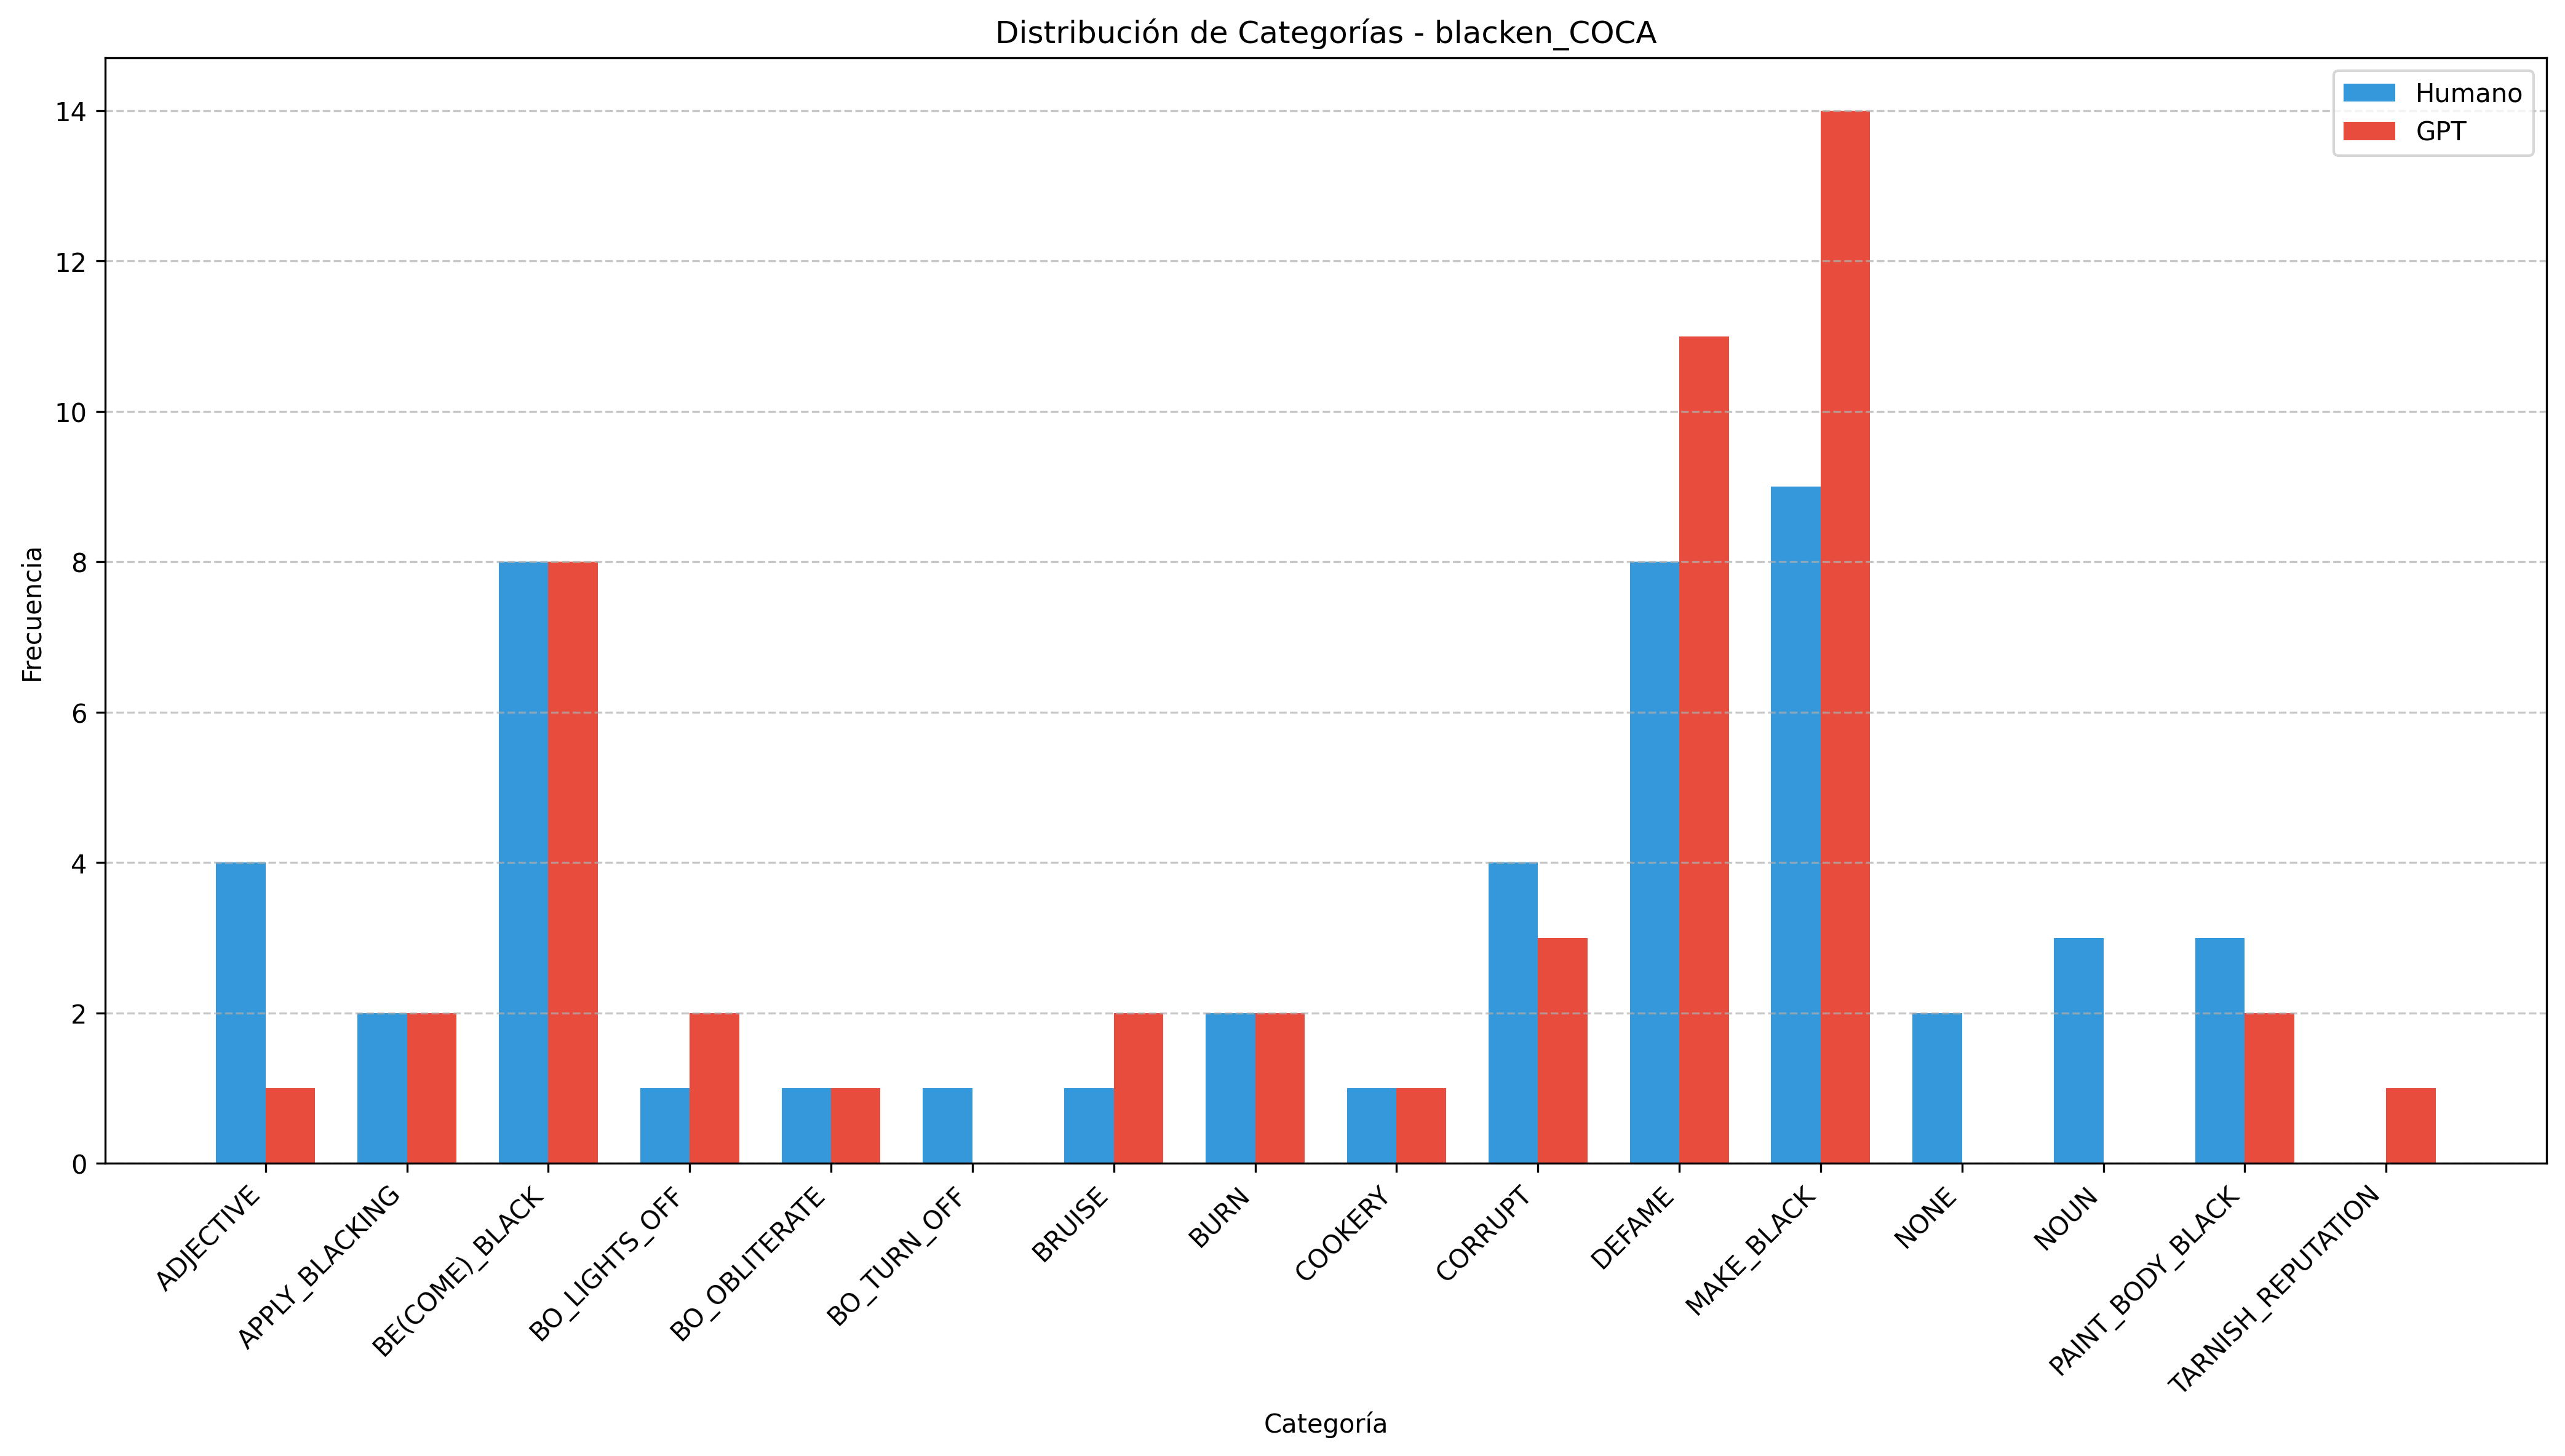 Distribución de Categorías - blacken_COCA
Humano
GPT
Frecuencia
14
12
10
8
6
4
2
0
ADJECTIVE
APPLY_BLACKING
BE(COME)_BLACK
BO_LIGHTS_OFF
BO_OBLITERATE
BO_TURN_OFF
BRUISE
BURN
COOKERY
CORRUPT
DEFAME
MAKE_BLACK
NONE
NOUN
PAINT_BODY_BLACK
TARNISH_REPUTATION
Categoría